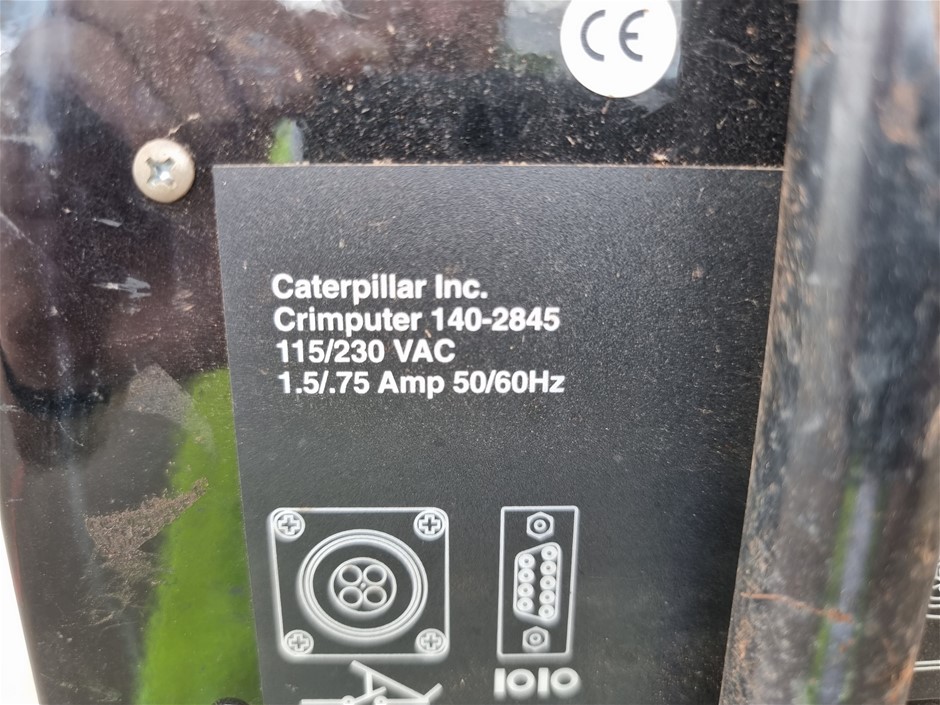 CE
Caterpillar Inc.
Crimputer 140-2845
115/230 VAC
1.5/.75 Amp 50/60Hz
IOIO